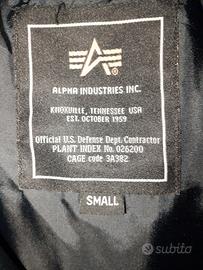 ALPHA INDUSTRIES INC.
KNOXVILLE, TENNESSEE USA
EST. OCTOBER 1959
Official U.S. Defense Dept. Contractor
PLANT INDEX No. 026200
CAGE code 3A382
SMALL
subito